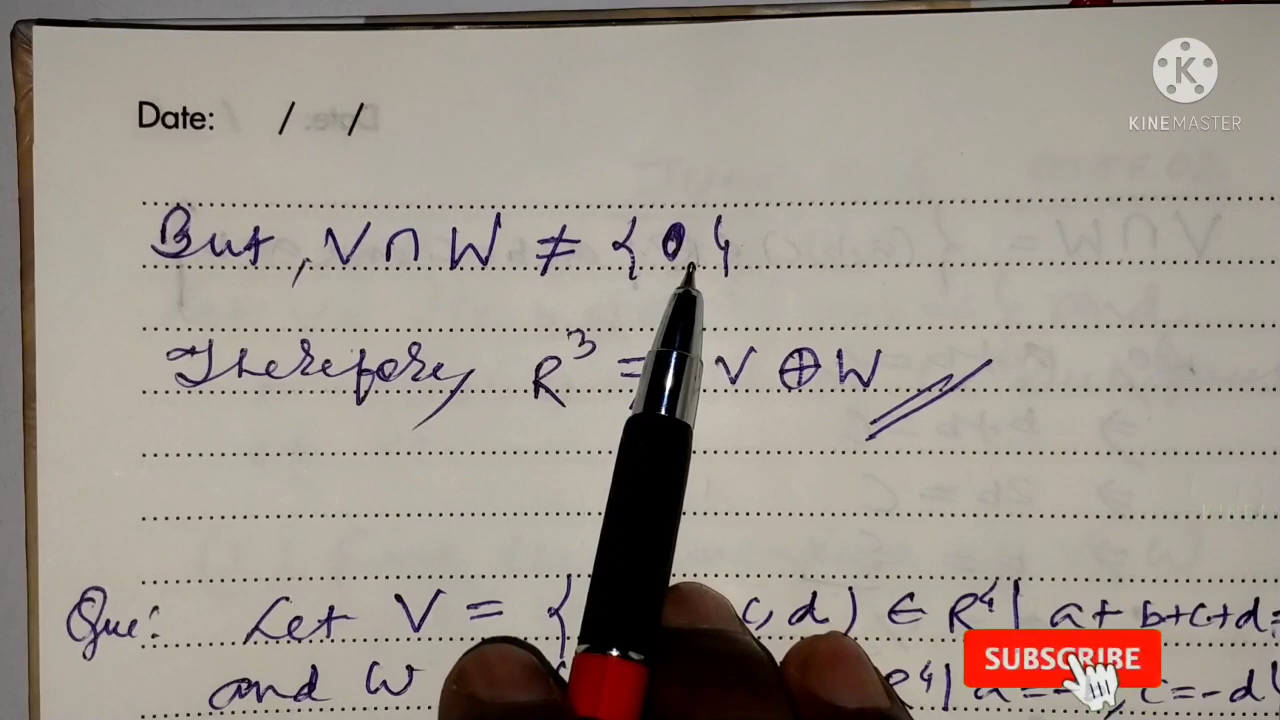 KINEMASTER
Date: / /
But, V ∩ W ≠ {0}
Therefore, R³ V ⊕ W
Que: Let V = { c, d) ∈ R⁴ | a + b + c + d =
and W R⁴ | a = - c = -d
SUBSCRIBE